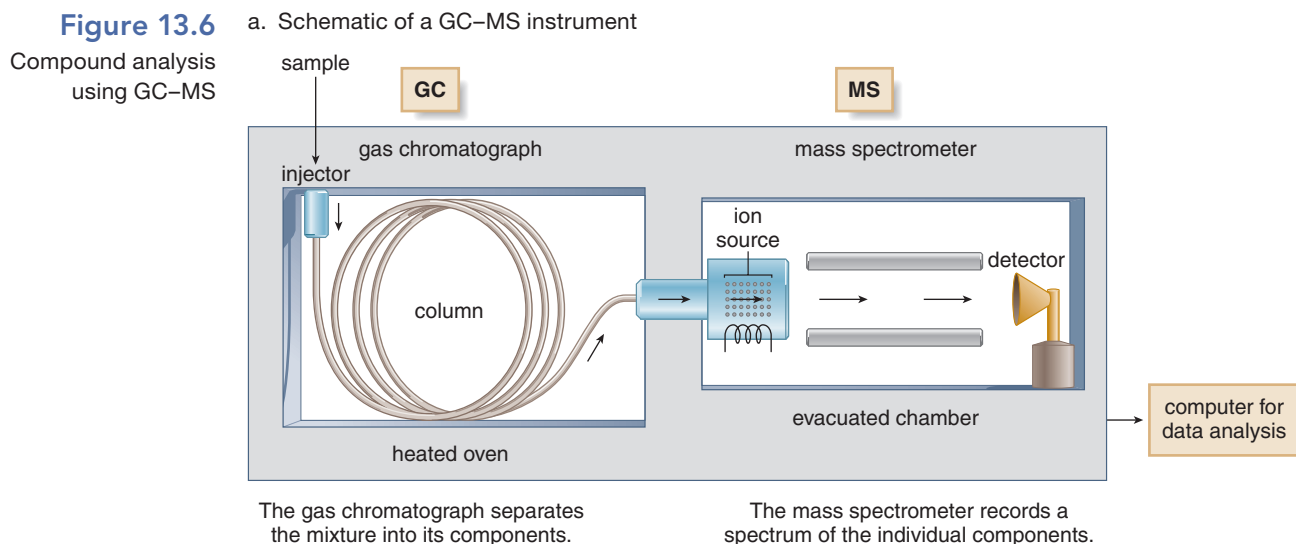 Figure 13.6
Compound analysis
using GC–MS
a. Schematic of a GC–MS instrument
sample
GC
MS
gas chromatograph
mass spectrometer
injector
ion
source
detector
column
evacuated chamber
computer for
data analysis
heated oven
The gas chromatograph separates
the mixture into its components.
The mass spectrometer records a
spectrum of the individual components.